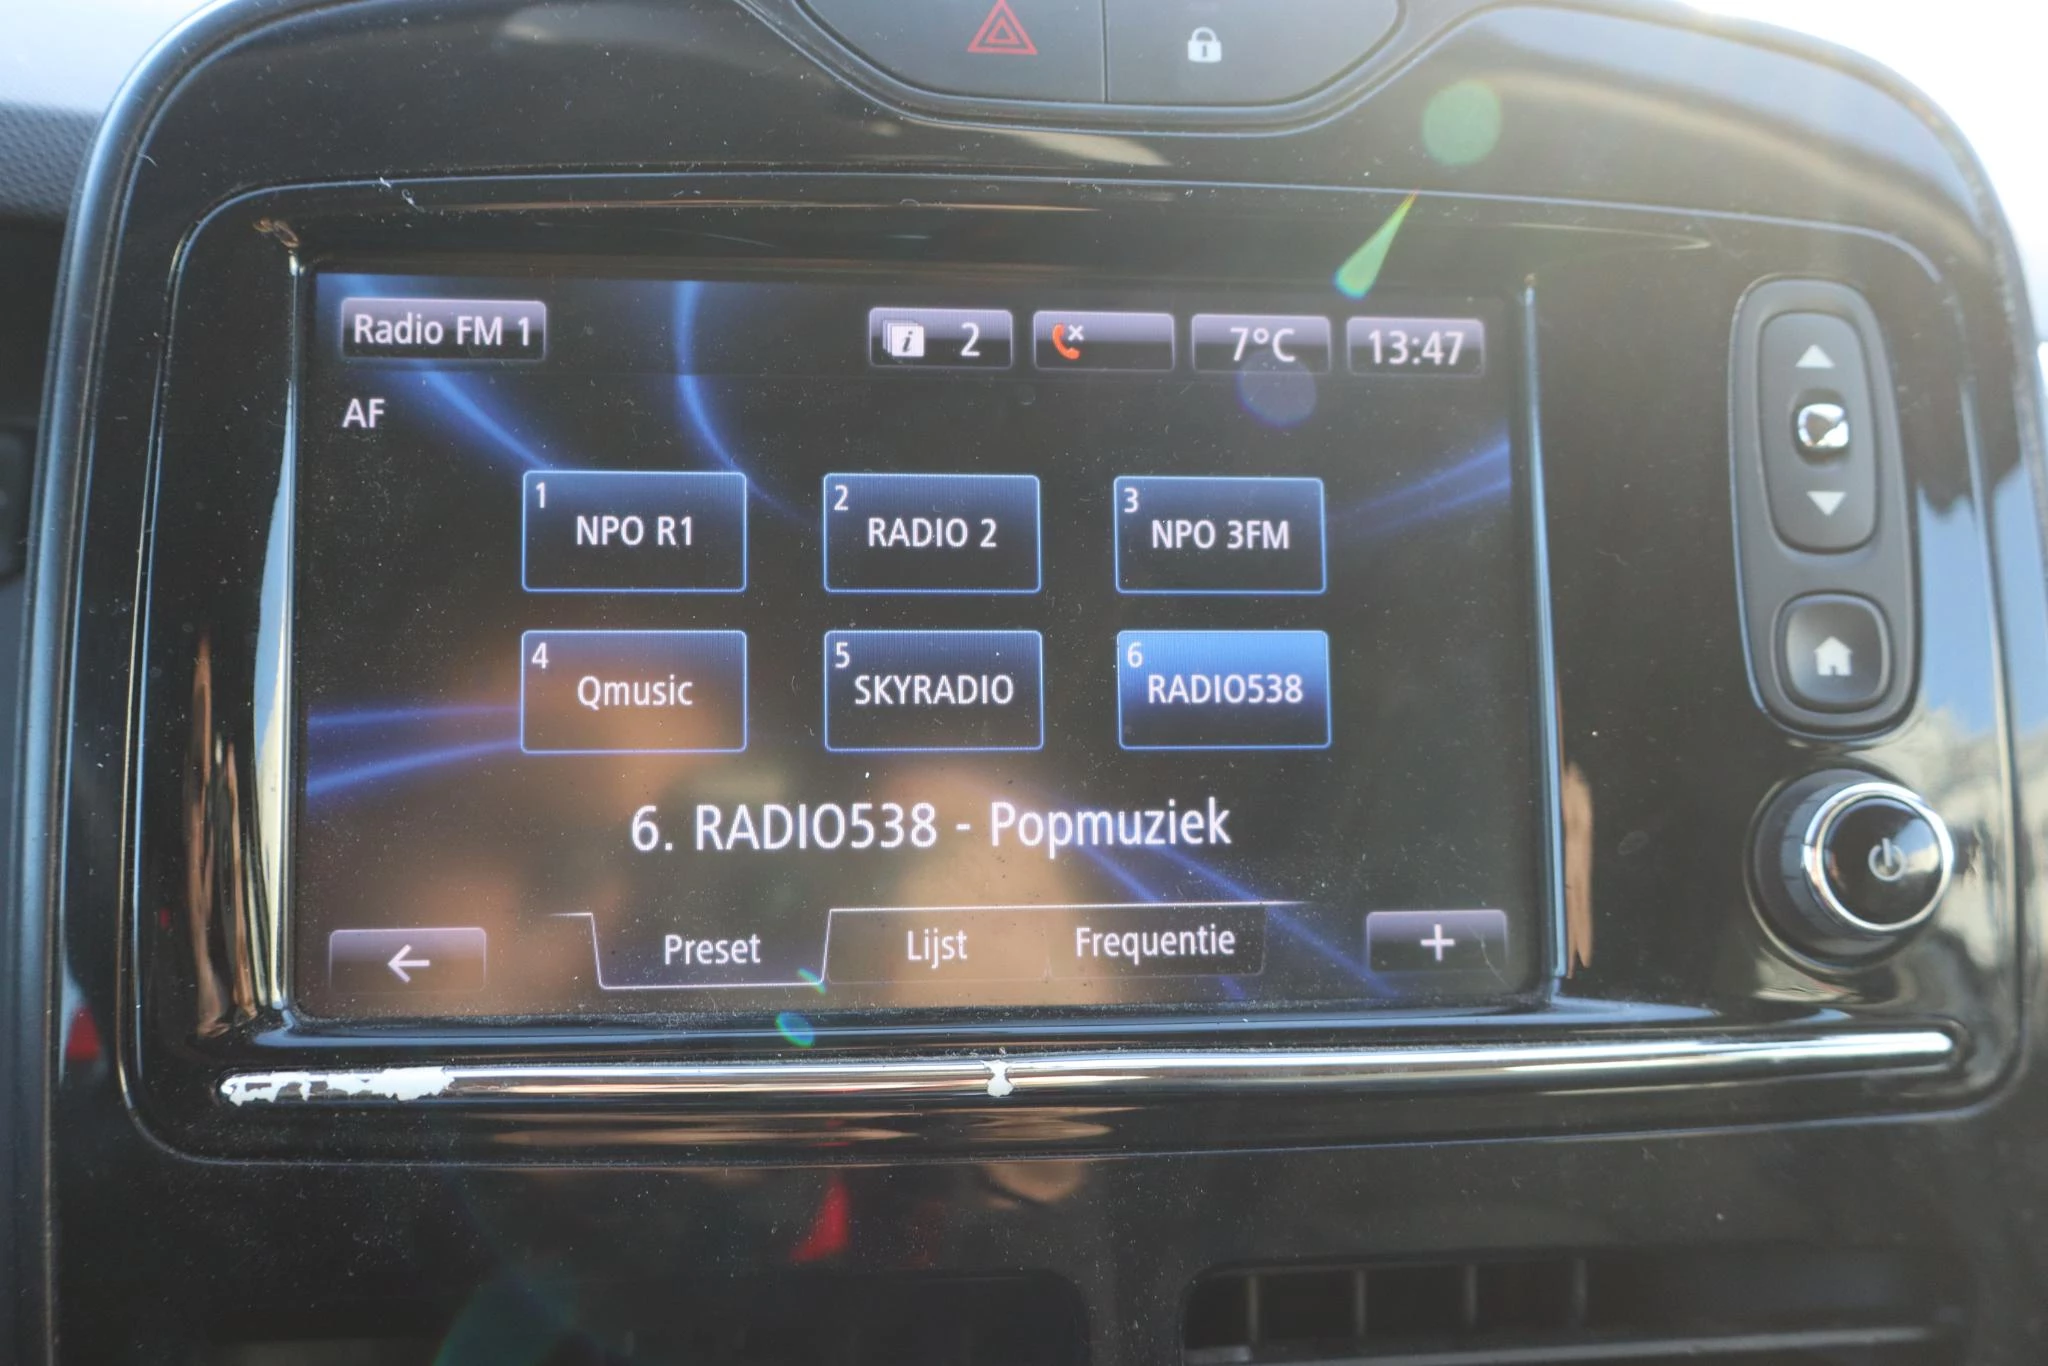 Radio FM 1
2
7°C
13:47
AF
1
NPO R1
2
RADIO 2
3
NPO 3FM
4
Qmusic
5
SKYRADIO
6
RADIO538
6. RADIO538 - Popmuziek
Preset
Lijst
Frequentie